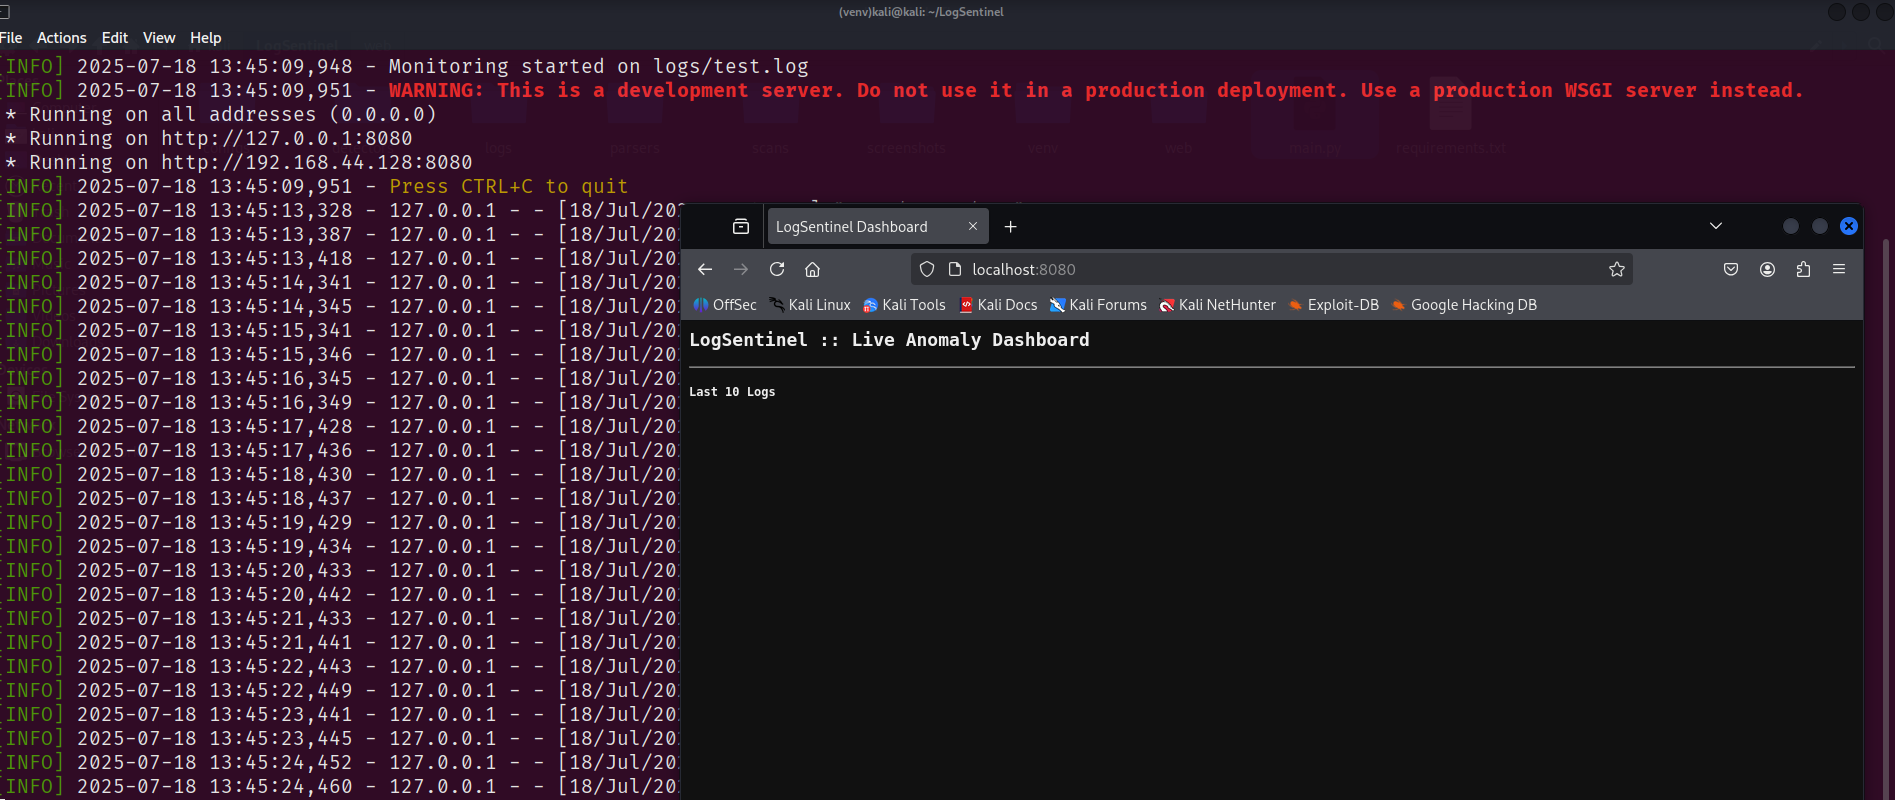 (venv)kali@kali: ~/LogSentinel
File Actions Edit View Help
[INFO] 2025-07-18 13:45:09,948 - Monitoring started on logs/test.log
[INFO] 2025-07-18 13:45:09,951 - WARNING: This is a development server. Do not use it in a production deployment. Use a production WSGI server instead.
* Running on all addresses (0.0.0.0)
* Running on http://127.0.0.1:8080
* Running on http://192.168.44.128:8080
logs parsers scans screenshots venv web main.py requirements.txt
[INFO] 2025-07-18 13:45:09,951 - Press CTRL+C to quit
[INFO] 2025-07-18 13:45:13,328 - 127.0.0.1 - - [18/Jul/202
[INFO] 2025-07-18 13:45:13,387 - 127.0.0.1 - - [18/Jul/20
[INFO] 2025-07-18 13:45:13,418 - 127.0.0.1 - - [18/Jul/20
[INFO] 2025-07-18 13:45:14,341 - 127.0.0.1 - - [18/Jul/20
[INFO] 2025-07-18 13:45:14,345 - 127.0.0.1 - - [18/Jul/20
[INFO] 2025-07-18 13:45:15,341 - 127.0.0.1 - - [18/Jul/20
[INFO] 2025-07-18 13:45:15,346 - 127.0.0.1 - - [18/Jul/20
[INFO] 2025-07-18 13:45:16,345 - 127.0.0.1 - - [18/Jul/20
[INFO] 2025-07-18 13:45:16,349 - 127.0.0.1 - - [18/Jul/20
[INFO] 2025-07-18 13:45:17,428 - 127.0.0.1 - - [18/Jul/20
[INFO] 2025-07-18 13:45:17,436 - 127.0.0.1 - - [18/Jul/20
[INFO] 2025-07-18 13:45:18,430 - 127.0.0.1 - - [18/Jul/20
[INFO] 2025-07-18 13:45:18,437 - 127.0.0.1 - - [18/Jul/20
[INFO] 2025-07-18 13:45:19,429 - 127.0.0.1 - - [18/Jul/20
[INFO] 2025-07-18 13:45:19,434 - 127.0.0.1 - - [18/Jul/20
[INFO] 2025-07-18 13:45:20,433 - 127.0.0.1 - - [18/Jul/20
[INFO] 2025-07-18 13:45:20,442 - 127.0.0.1 - - [18/Jul/20
[INFO] 2025-07-18 13:45:21,433 - 127.0.0.1 - - [18/Jul/20
[INFO] 2025-07-18 13:45:21,441 - 127.0.0.1 - - [18/Jul/20
[INFO] 2025-07-18 13:45:22,443 - 127.0.0.1 - - [18/Jul/20
[INFO] 2025-07-18 13:45:22,449 - 127.0.0.1 - - [18/Jul/20
[INFO] 2025-07-18 13:45:23,441 - 127.0.0.1 - - [18/Jul/20
[INFO] 2025-07-18 13:45:23,445 - 127.0.0.1 - - [18/Jul/20
[INFO] 2025-07-18 13:45:24,452 - 127.0.0.1 - - [18/Jul/20
[INFO] 2025-07-18 13:45:24,460 - 127.0.0.1 - - [18/Jul/20
LogSentinel Dashboard
localhost:8080
OffSec Kali Linux Kali Tools Kali Docs Kali Forums Kali NetHunter Exploit-DB Google Hacking DB
LogSentinel :: Live Anomaly Dashboard
Last 10 Logs